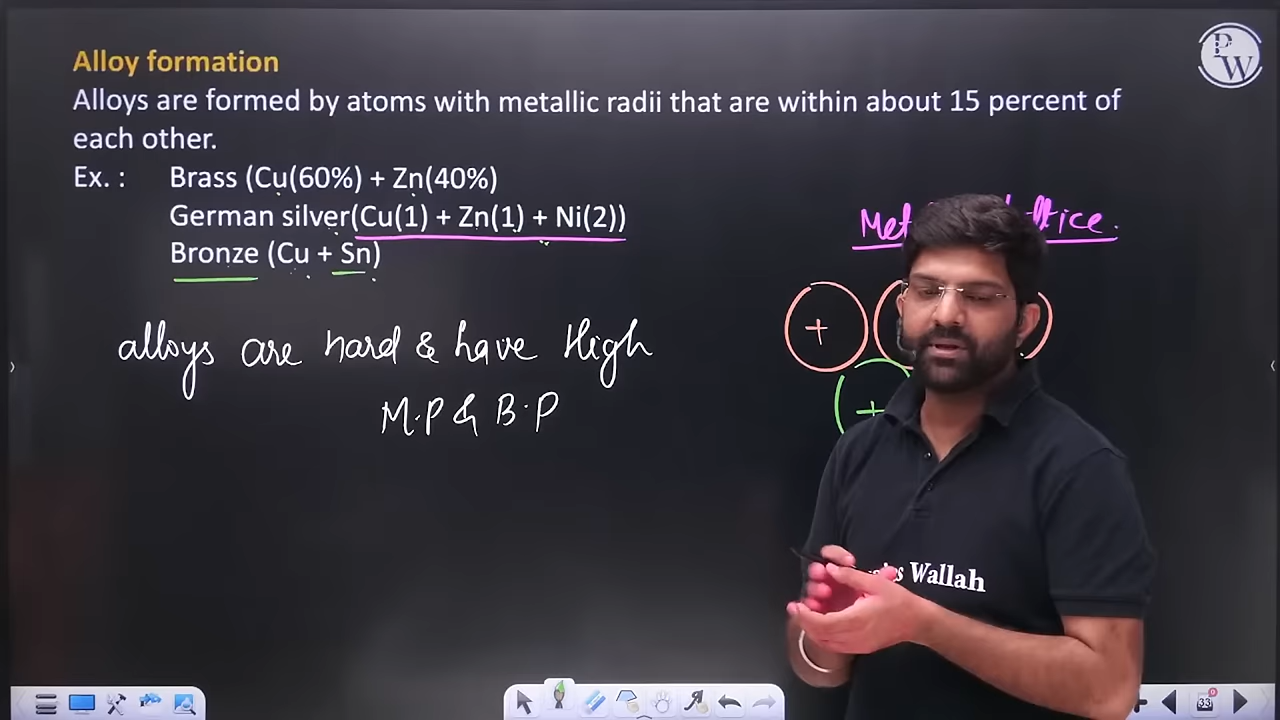 Alloy formation
PW
Alloys are formed by atoms with metallic radii that are within about 15 percent of
each other.
Ex. : Brass (Cu(60%) + Zn(40%)
German silver(Cu(1) + Zn(1) + Ni(2))
Bronze (Cu + Sn)
alloys are hard & have High
M.P & B.P
+
+
Wallah
33